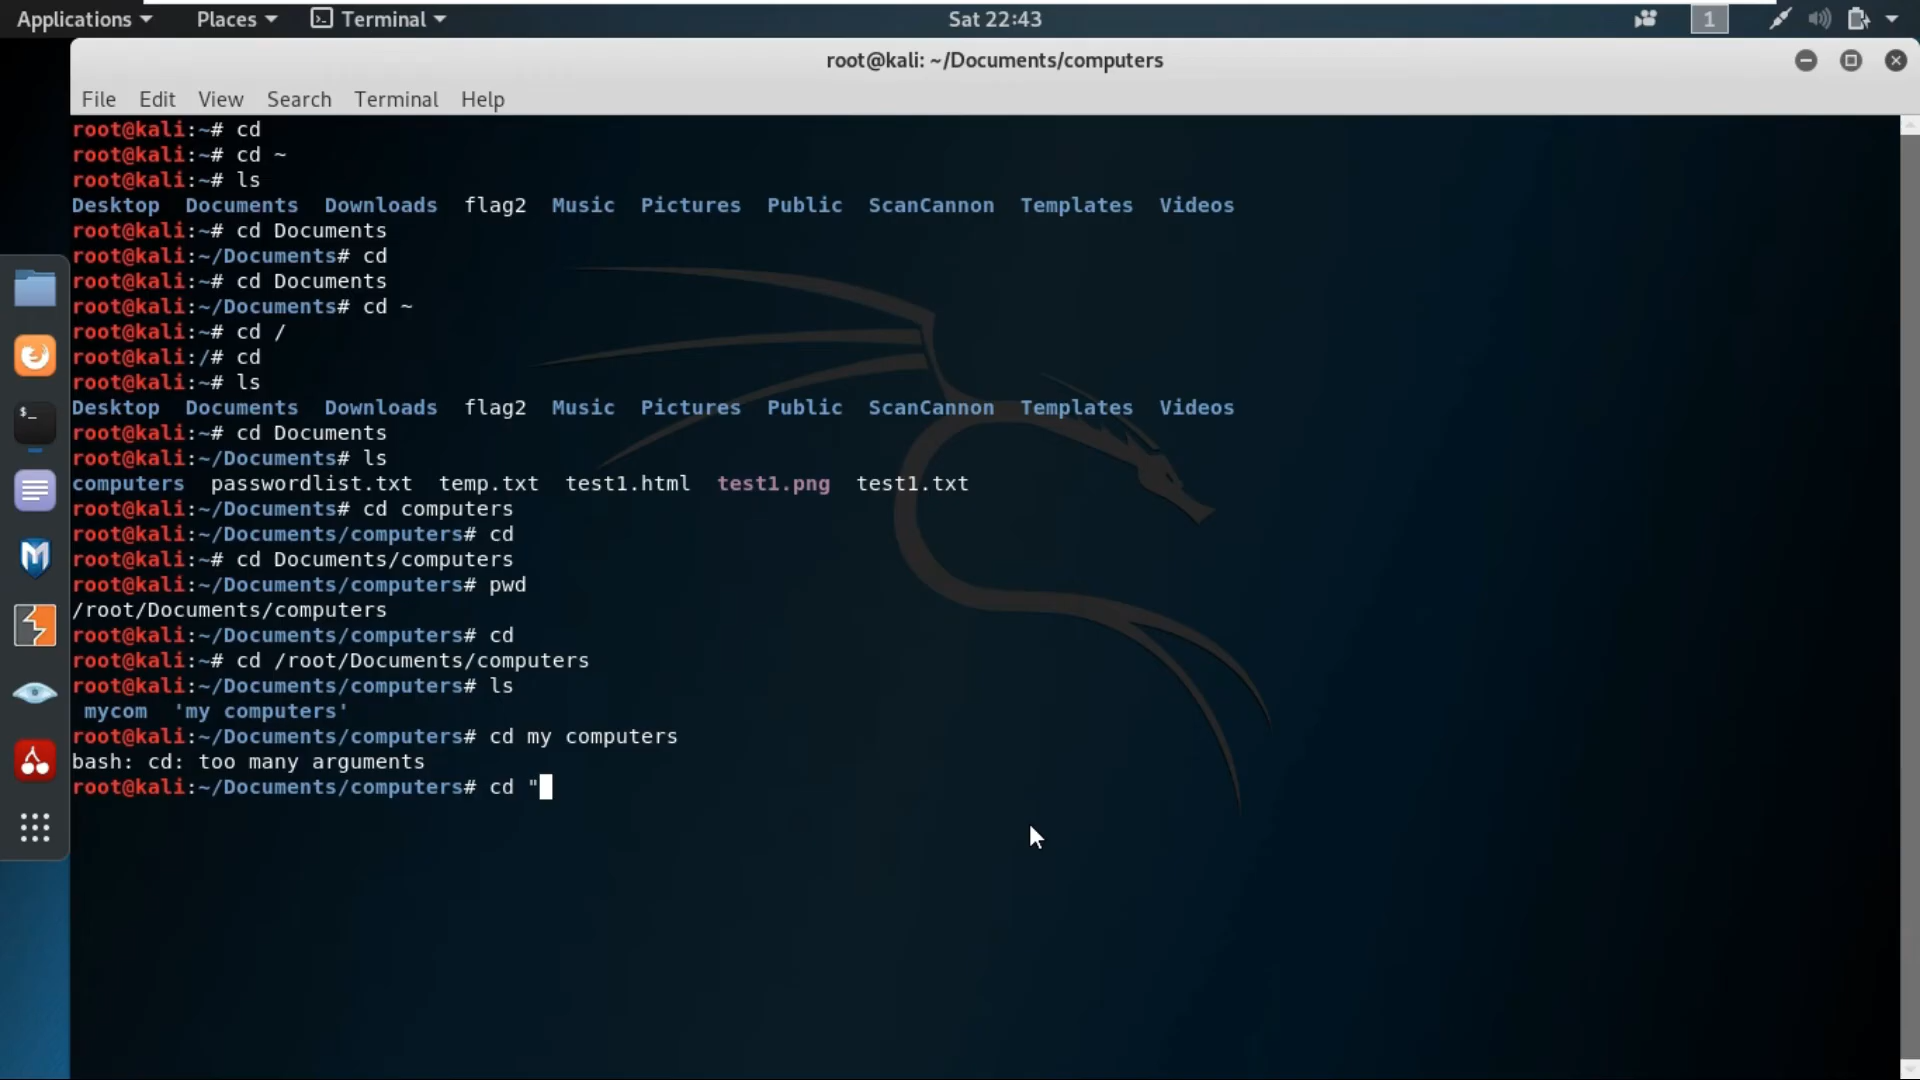 Applications Places Terminal Sat 22:43 1
root@kali: ~/Documents/computers
File Edit View Search Terminal Help
root@kali:~# cd
root@kali:~# cd ~
root@kali:~# ls
Desktop Documents Downloads flag2 Music Pictures Public ScanCannon Templates Videos
root@kali:~# cd Documents
root@kali:~/Documents# cd
root@kali:~# cd Documents
root@kali:~/Documents# cd ~
root@kali:~# cd /
root@kali:/# cd
root@kali:~# ls
Desktop Documents Downloads flag2 Music Pictures Public ScanCannon Templates Videos
root@kali:~# cd Documents
root@kali:~/Documents# ls
computers passwordlist.txt temp.txt test1.html test1.png test1.txt
root@kali:~/Documents# cd computers
root@kali:~/Documents/computers# cd
root@kali:~# cd Documents/computers
root@kali:~/Documents/computers# pwd
/root/Documents/computers
root@kali:~/Documents/computers# cd
root@kali:~# cd /root/Documents/computers
root@kali:~/Documents/computers# ls
mycom 'my computers'
root@kali:~/Documents/computers# cd my computers
bash: cd: too many arguments
root@kali:~/Documents/computers# cd "